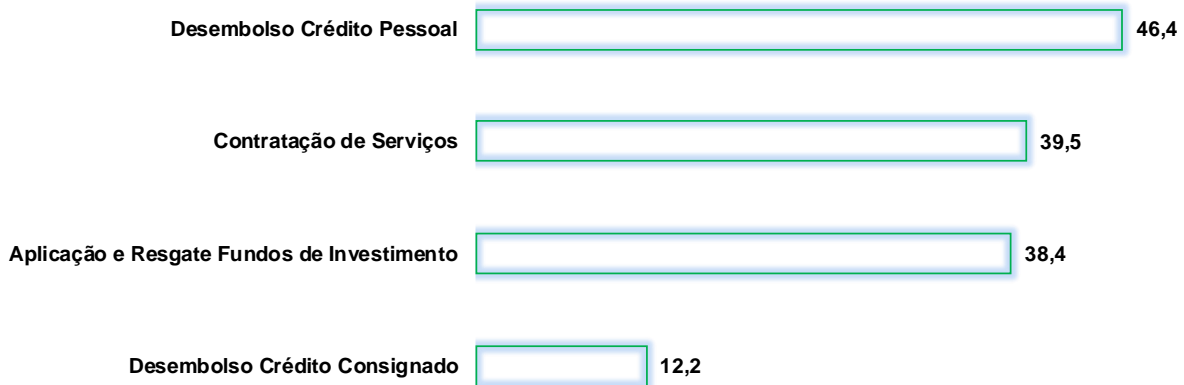 Desembolso Crédito Pessoal 46,4
Contratação de Serviços 39,5
Aplicação e Resgate Fundos de Investimento 38,4
Desembolso Crédito Consignado 12,2